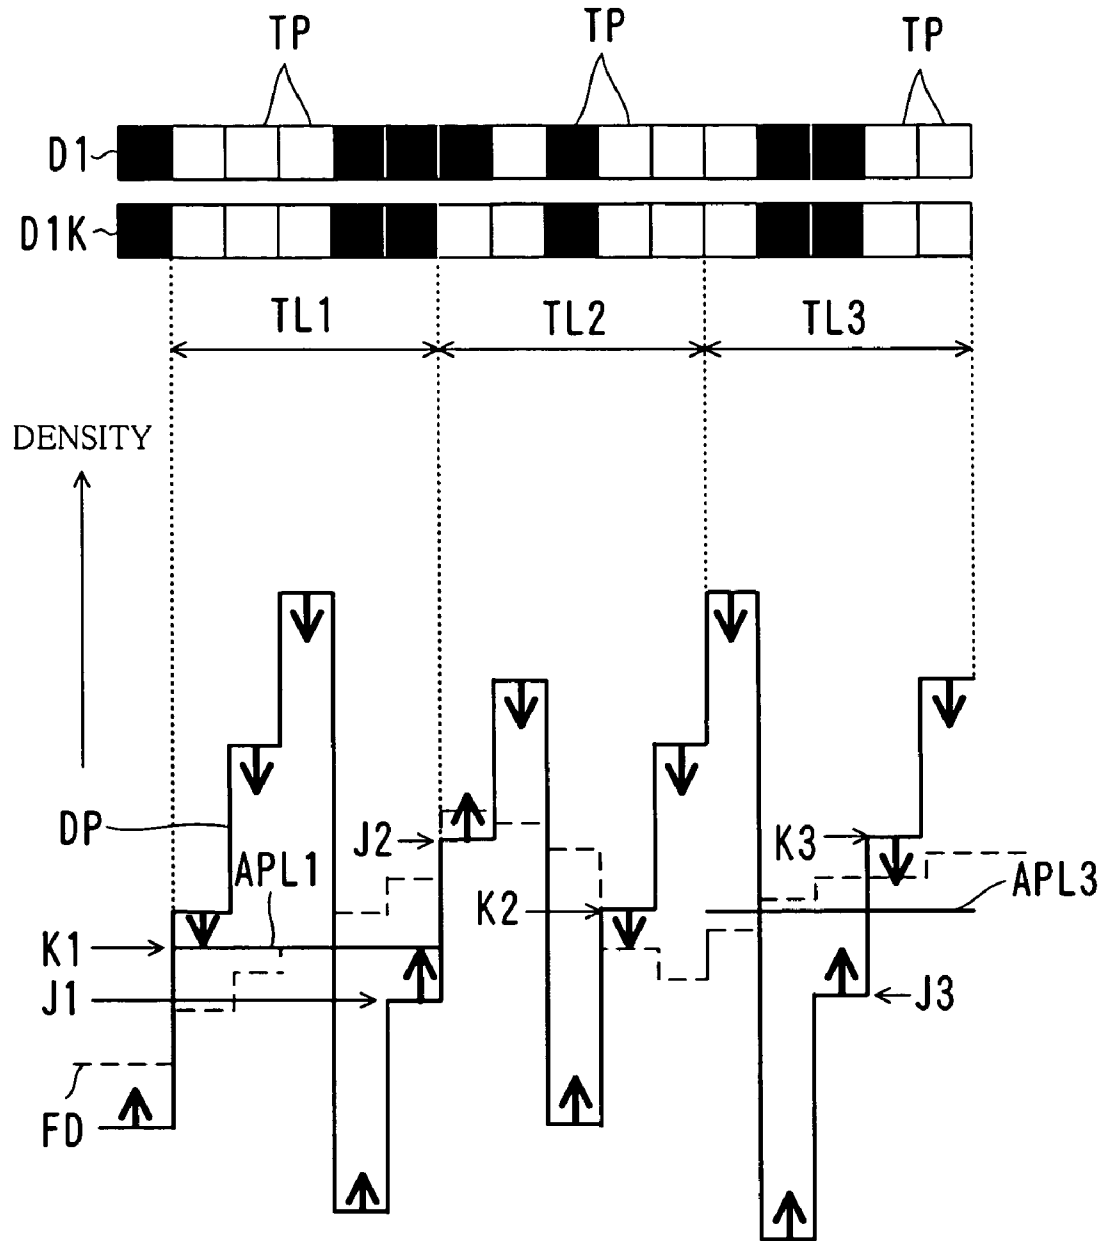 TP TP TP
D1
D1K
TL1 TL2 TL3
DENSITY
DP
J2
K3
APL1
APL3
K2
K1
J1
J3
FD